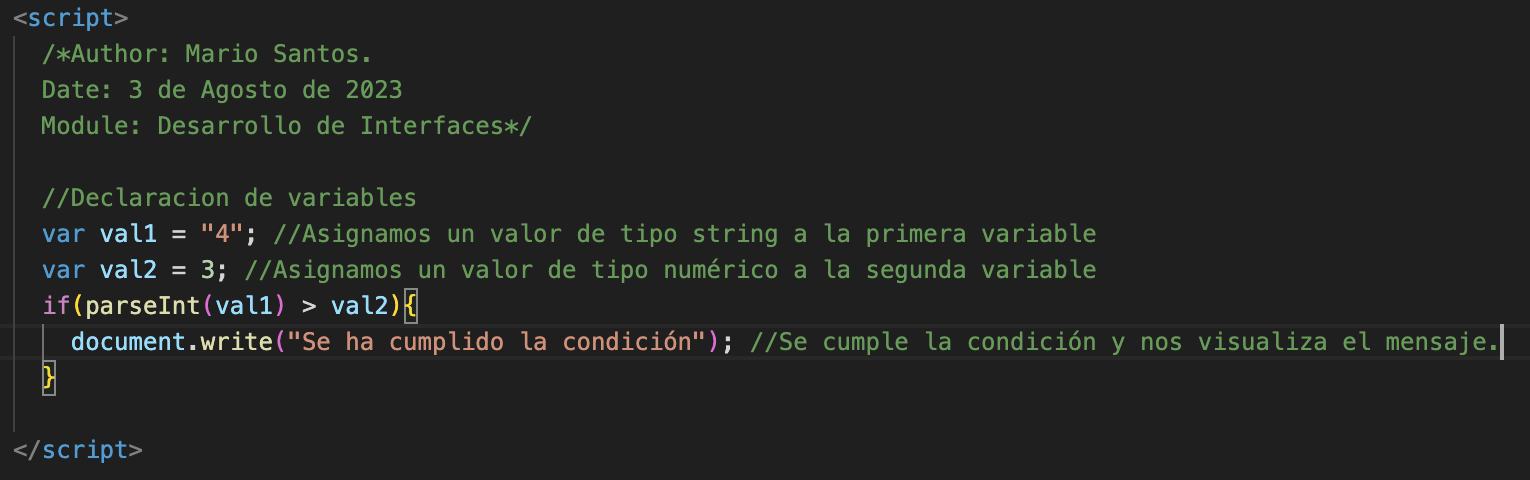 <script>
/*Author: Mario Santos.
Date: 3 de Agosto de 2023
Module: Desarrollo de Interfaces*/
//Declaracion de variables
var val1 = "4"; //Asignamos un valor de tipo string a la primera variable
var val2 = 3; //Asignamos un valor de tipo numérico a la segunda variable
if(parseInt(val1) > val2){
document.write("Se ha cumplido la condición"); //Se cumple la condición y nos visualiza el mensaje.
}
</script>